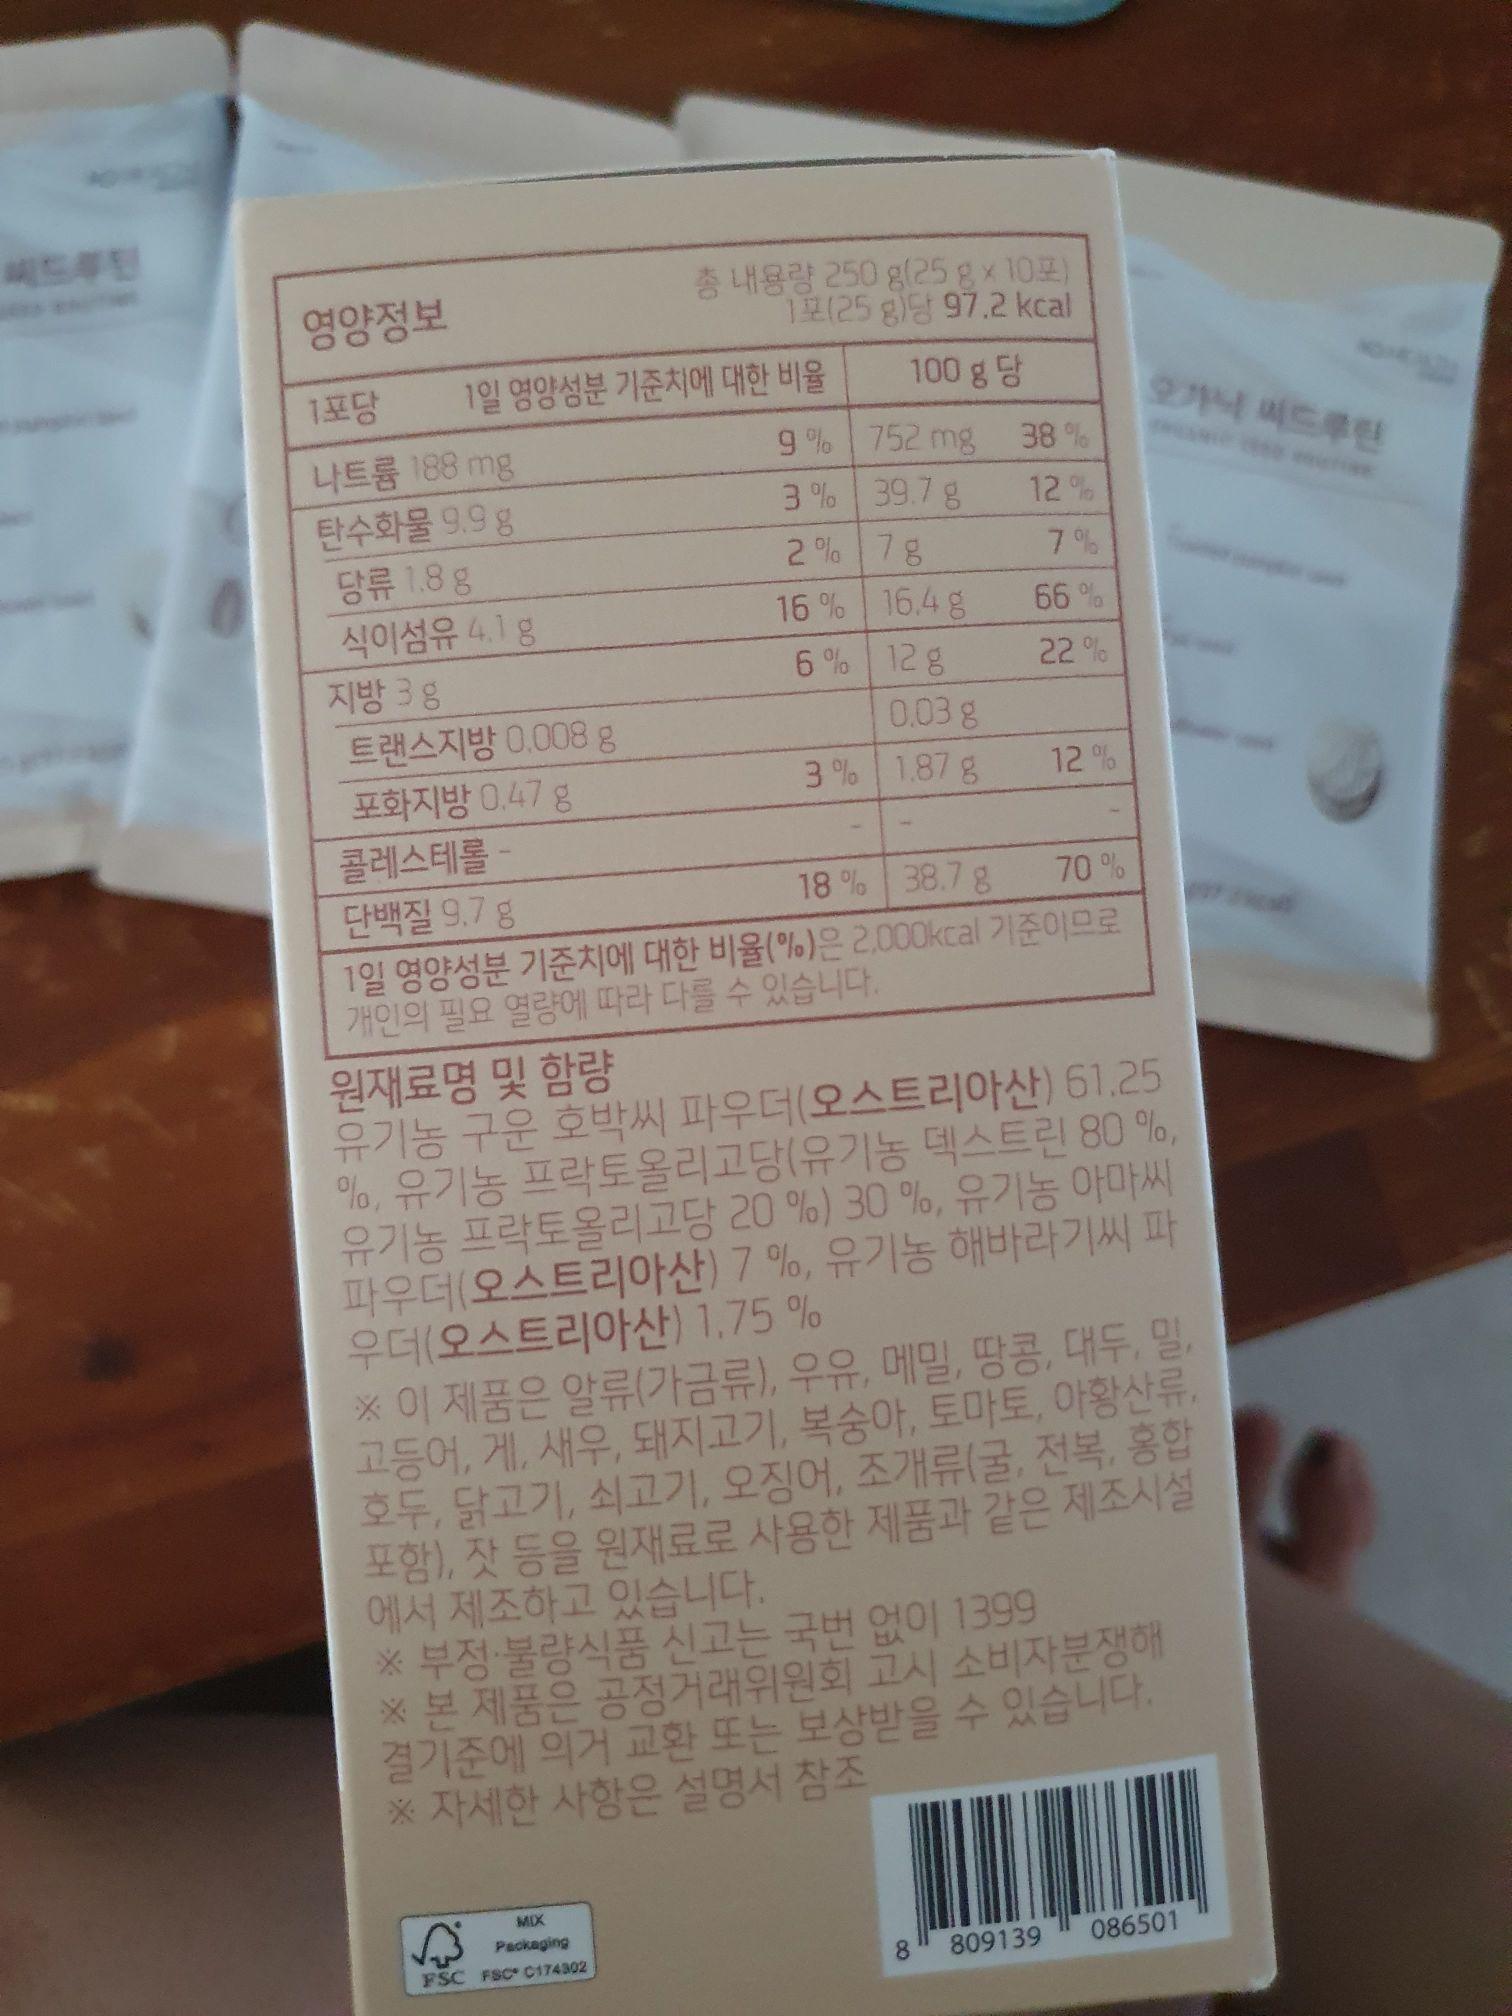 씨드루틴
오가닉 씨드루틴
영양정보
총 내용량 250 g(25 g x 10포)
1포(25 g)당 97.2 kcal
1포당 1일 영양성분 기준치에 대한 비율 100 g 당
나트륨 188 mg 9 % 752 mg 38 %
탄수화물 9.9 g 3 % 39.7 g 12 %
당류 1.8 g 2 % 7 g 7 %
식이섬유 4.1 g 16 % 16.4 g 66 %
지방 3 g 6 % 12 g 22 %
트랜스지방 0.008 g 0.03 g
포화지방 0.47 g 3 % 1.87 g 12 %
콜레스테롤 - - - -
단백질 9.7 g 18 % 38.7 g 70 %
1일 영양성분 기준치에 대한 비율(%)은 2,000kcal 기준이므로
개인의 필요 열량에 따라 다를 수 있습니다.
원재료명 및 함량
유기농 구운 호박씨 파우더(오스트리아산) 61.25
%, 유기농 프락토올리고당(유기농 덱스트린 80 %,
유기농 프락토올리고당 20 %) 30 %, 유기농 아마씨
파우더(오스트리아산) 7 %, 유기농 해바라기씨 파
우더(오스트리아산) 1.75 %
※ 이 제품은 알류(가금류), 우유, 메밀, 땅콩, 대두, 밀,
고등어, 게, 새우, 돼지고기, 복숭아, 토마토, 아황산류,
호두, 닭고기, 쇠고기, 오징어, 조개류(굴, 전복, 홍합
포함), 잣 등을 원재료로 사용한 제품과 같은 제조시설
에서 제조하고 있습니다.
※ 부정·불량식품 신고는 국번 없이 1399
※ 본 제품은 공정거래위원회 고시 소비자분쟁해
결기준에 의거 교환 또는 보상받을 수 있습니다.
※ 자세한 사항은 설명서 참조
FSC
MIX
Packaging
FSC® C174302
8 809139 086501